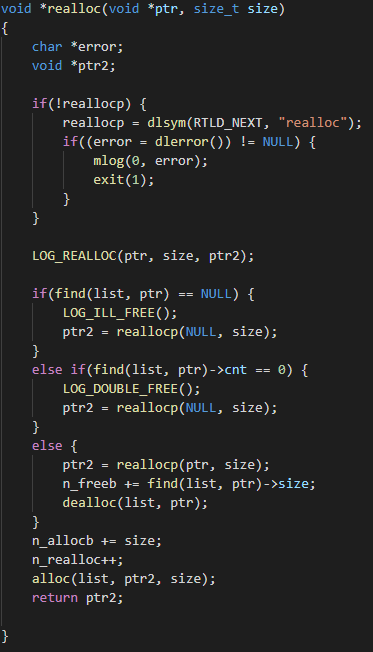 void *realloc(void *ptr, size_t size)
{
    char *error;
    void *ptr2;

    if(!reallocp) {
        reallocp = dlsym(RTLD_NEXT, "realloc");
        if((error = dlerror()) != NULL) {
            mlog(0, error);
            exit(1);
        }
    }

    LOG_REALLOC(ptr, size, ptr2);

    if(find(list, ptr) == NULL) {
        LOG_ILL_FREE();
        ptr2 = reallocp(NULL, size);
    }
    else if(find(list, ptr)->cnt == 0) {
        LOG_DOUBLE_FREE();
        ptr2 = reallocp(NULL, size);
    }
    else {
        ptr2 = reallocp(ptr, size);
        n_freeb += find(list, ptr)->size;
        dealloc(list, ptr);
    }
    n_allocb += size;
    n_realloc++;
    alloc(list, ptr2, size);
    return ptr2;

}